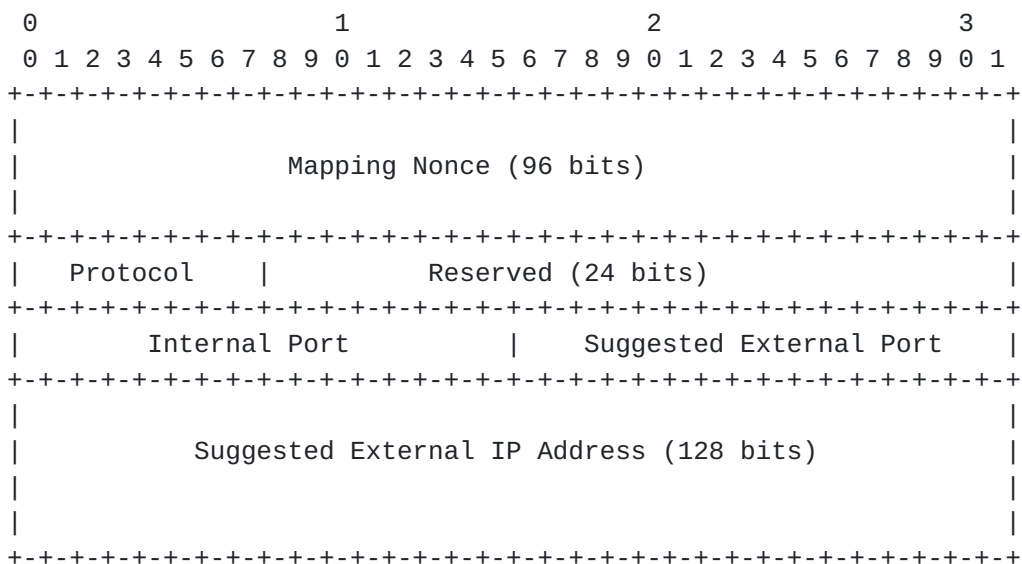 0                   1                   2                   3
 0 1 2 3 4 5 6 7 8 9 0 1 2 3 4 5 6 7 8 9 0 1 2 3 4 5 6 7 8 9 0 1
+-+-+-+-+-+-+-+-+-+-+-+-+-+-+-+-+-+-+-+-+-+-+-+-+-+-+-+-+-+-+-+-+
|                                                               |
|                 Mapping Nonce (96 bits)                       |
|                                                               |
+-+-+-+-+-+-+-+-+-+-+-+-+-+-+-+-+-+-+-+-+-+-+-+-+-+-+-+-+-+-+-+-+
|   Protocol    |          Reserved (24 bits)                   |
+-+-+-+-+-+-+-+-+-+-+-+-+-+-+-+-+-+-+-+-+-+-+-+-+-+-+-+-+-+-+-+-+
|        Internal Port          |    Suggested External Port    |
+-+-+-+-+-+-+-+-+-+-+-+-+-+-+-+-+-+-+-+-+-+-+-+-+-+-+-+-+-+-+-+-+
|                                                               |
|           Suggested External IP Address (128 bits)            |
|                                                               |
|                                                               |
+-+-+-+-+-+-+-+-+-+-+-+-+-+-+-+-+-+-+-+-+-+-+-+-+-+-+-+-+-+-+-+-+